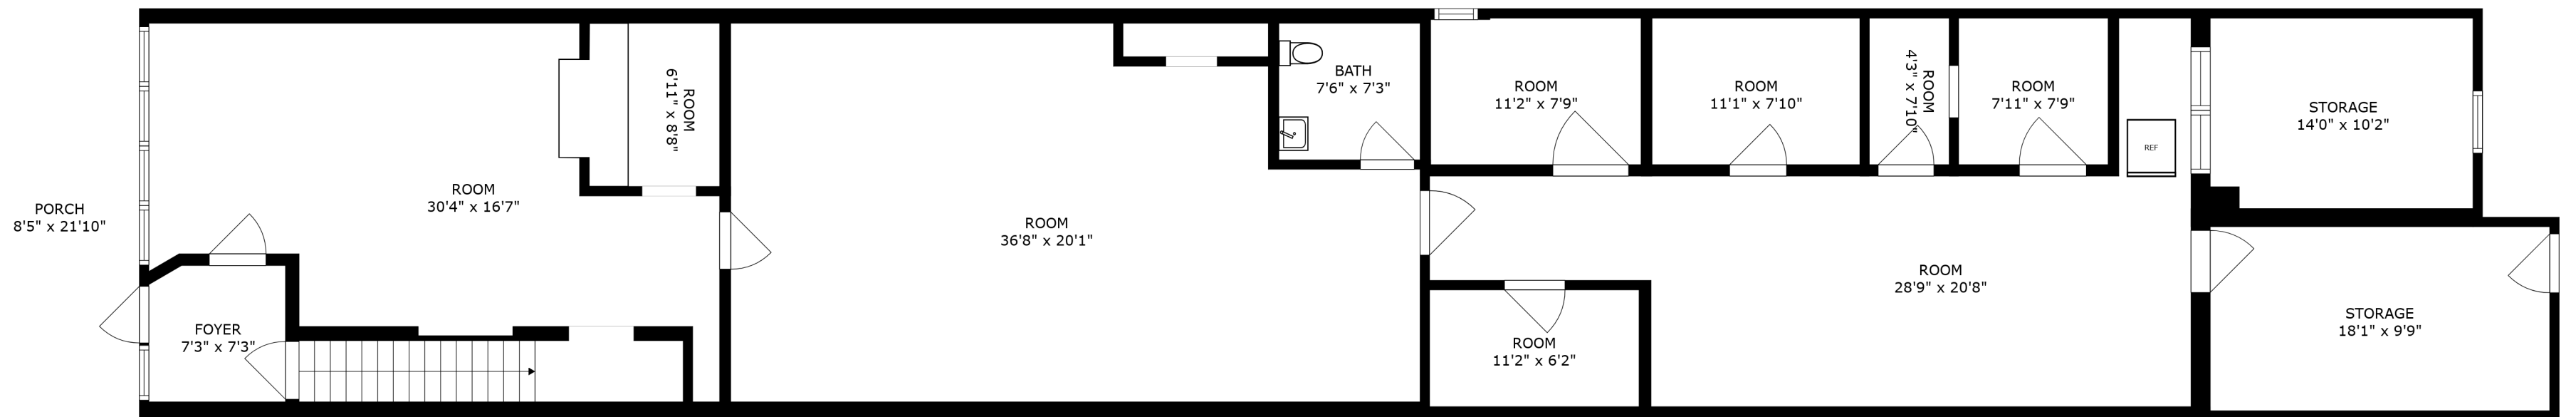 PORCH
8'5" x 21'10"
FOYER
7'3" x 7'3"
ROOM
30'4" x 16'7"
ROOM
6'11" x 8'8"
ROOM
36'8" x 20'1"
BATH
7'6" x 7'3"
ROOM
11'2" x 7'9"
ROOM
11'1" x 7'10"
ROOM
4'3" x 7'10"
ROOM
7'11" x 7'9"
REF
ROOM
11'2" x 6'2"
ROOM
28'9" x 20'8"
STORAGE
14'0" x 10'2"
STORAGE
18'1" x 9'9"